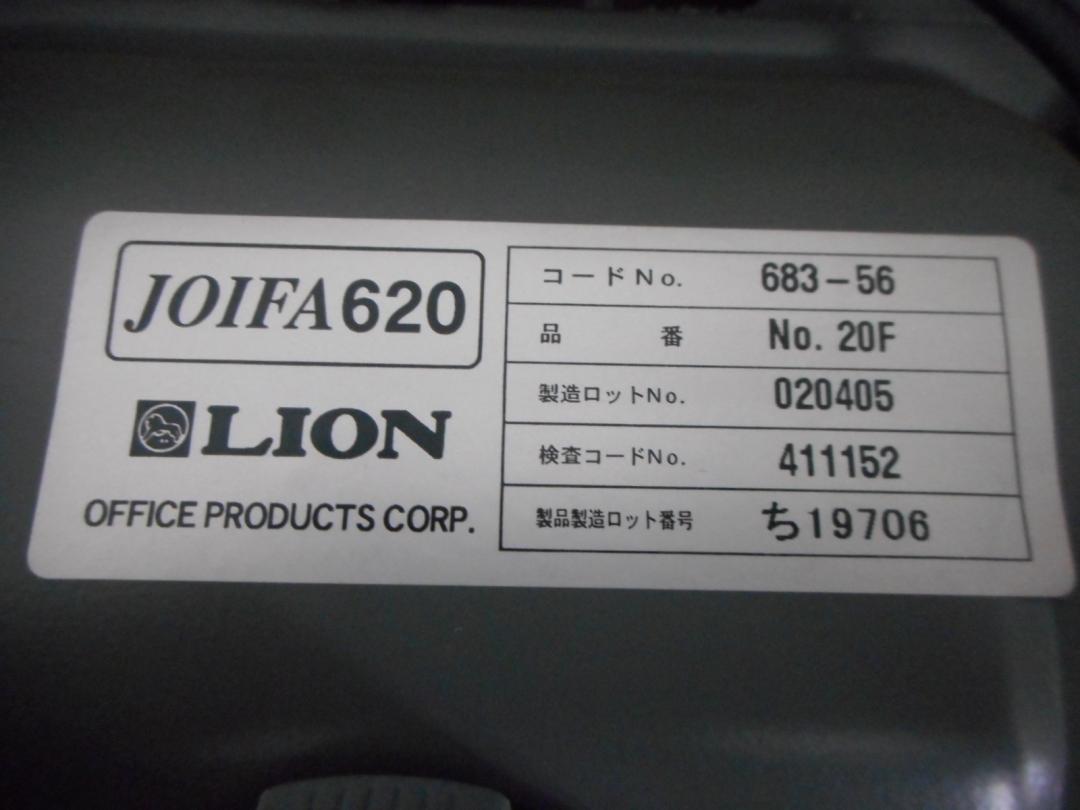 JOIFA620
LION
OFFICE PRODUCTS CORP.
コードNo. 683-56
品番 No. 20F
製造ロットNo. 020405
検査コードNo. 411152
製品製造ロット番号 ち19706